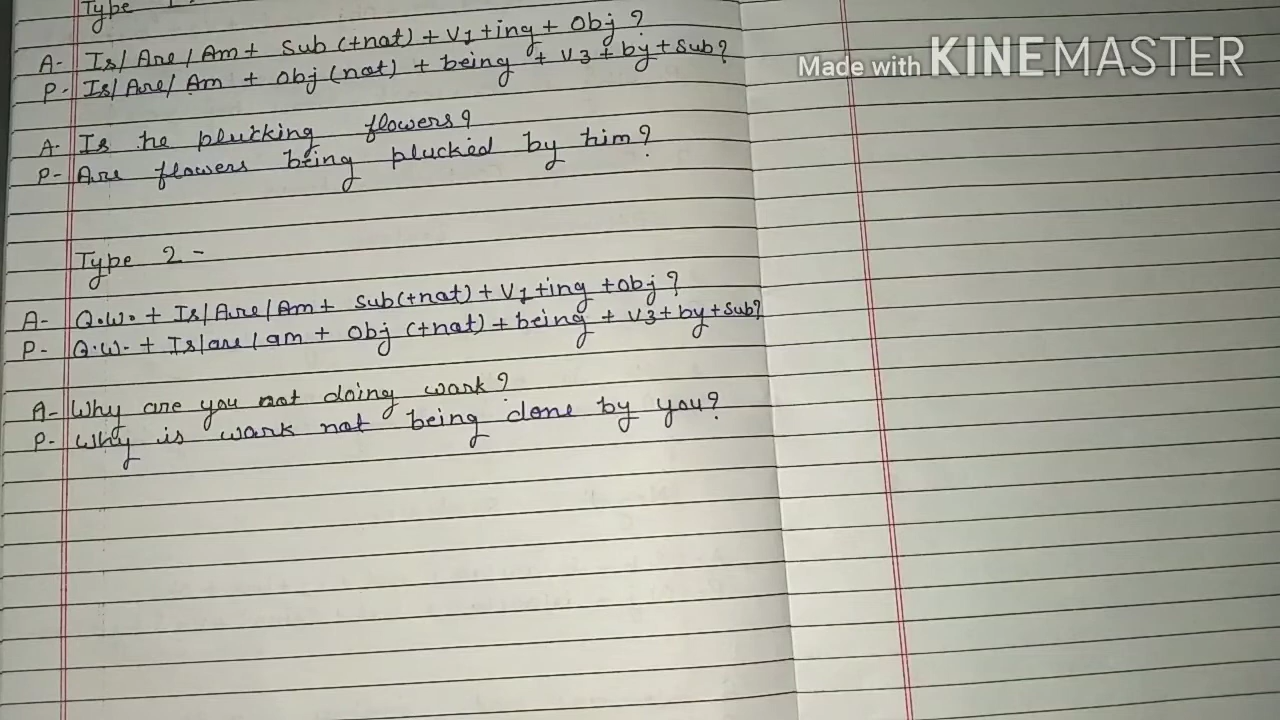 Type 1
Made with KINEMASTER
A- Is/Are/Am + Sub (+not) + V1 +ing + Obj ?
P- Is/Are/Am + Obj (not) + being + V3 + by + Sub?
A- Is he plucking flowers?
P- Are flowers being plucked by him?
Type 2 -
A- Q.W. + Is/Are/Am + Sub(+not) + V1 +ing +obj ?
P- Q.W. + Is/are/am + Obj (+not) + being + V3 + by + Sub?
A- Why are you not doing work ?
P- Why is work not being done by you?